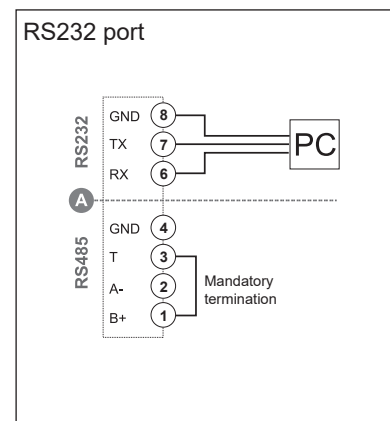 RS232 port
RS232
GND 8
TX 7
PC
RX 6
A
RS485
GND 4
T 3
A- 2
B+ 1
Mandatory
termination